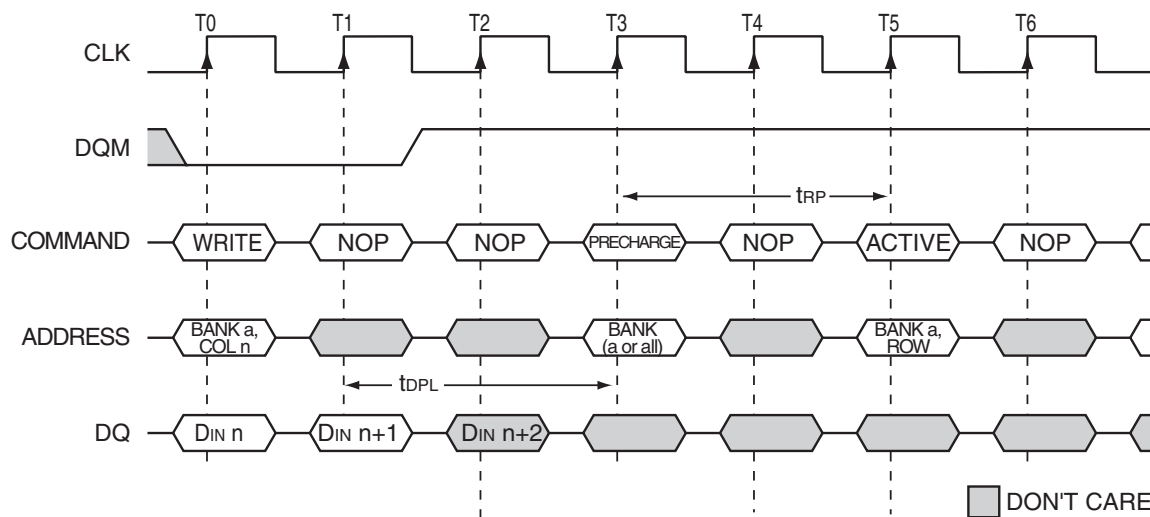 T0 T1 T2 T3 T4 T5 T6
CLK
DQM
tRP
COMMAND WRITE NOP NOP PRECHARGE NOP ACTIVE NOP
ADDRESS BANK a, COL n BANK (a or all) BANK a, ROW
tDPL
DQ DIN n DIN n+1 DIN n+2
DON'T CARE